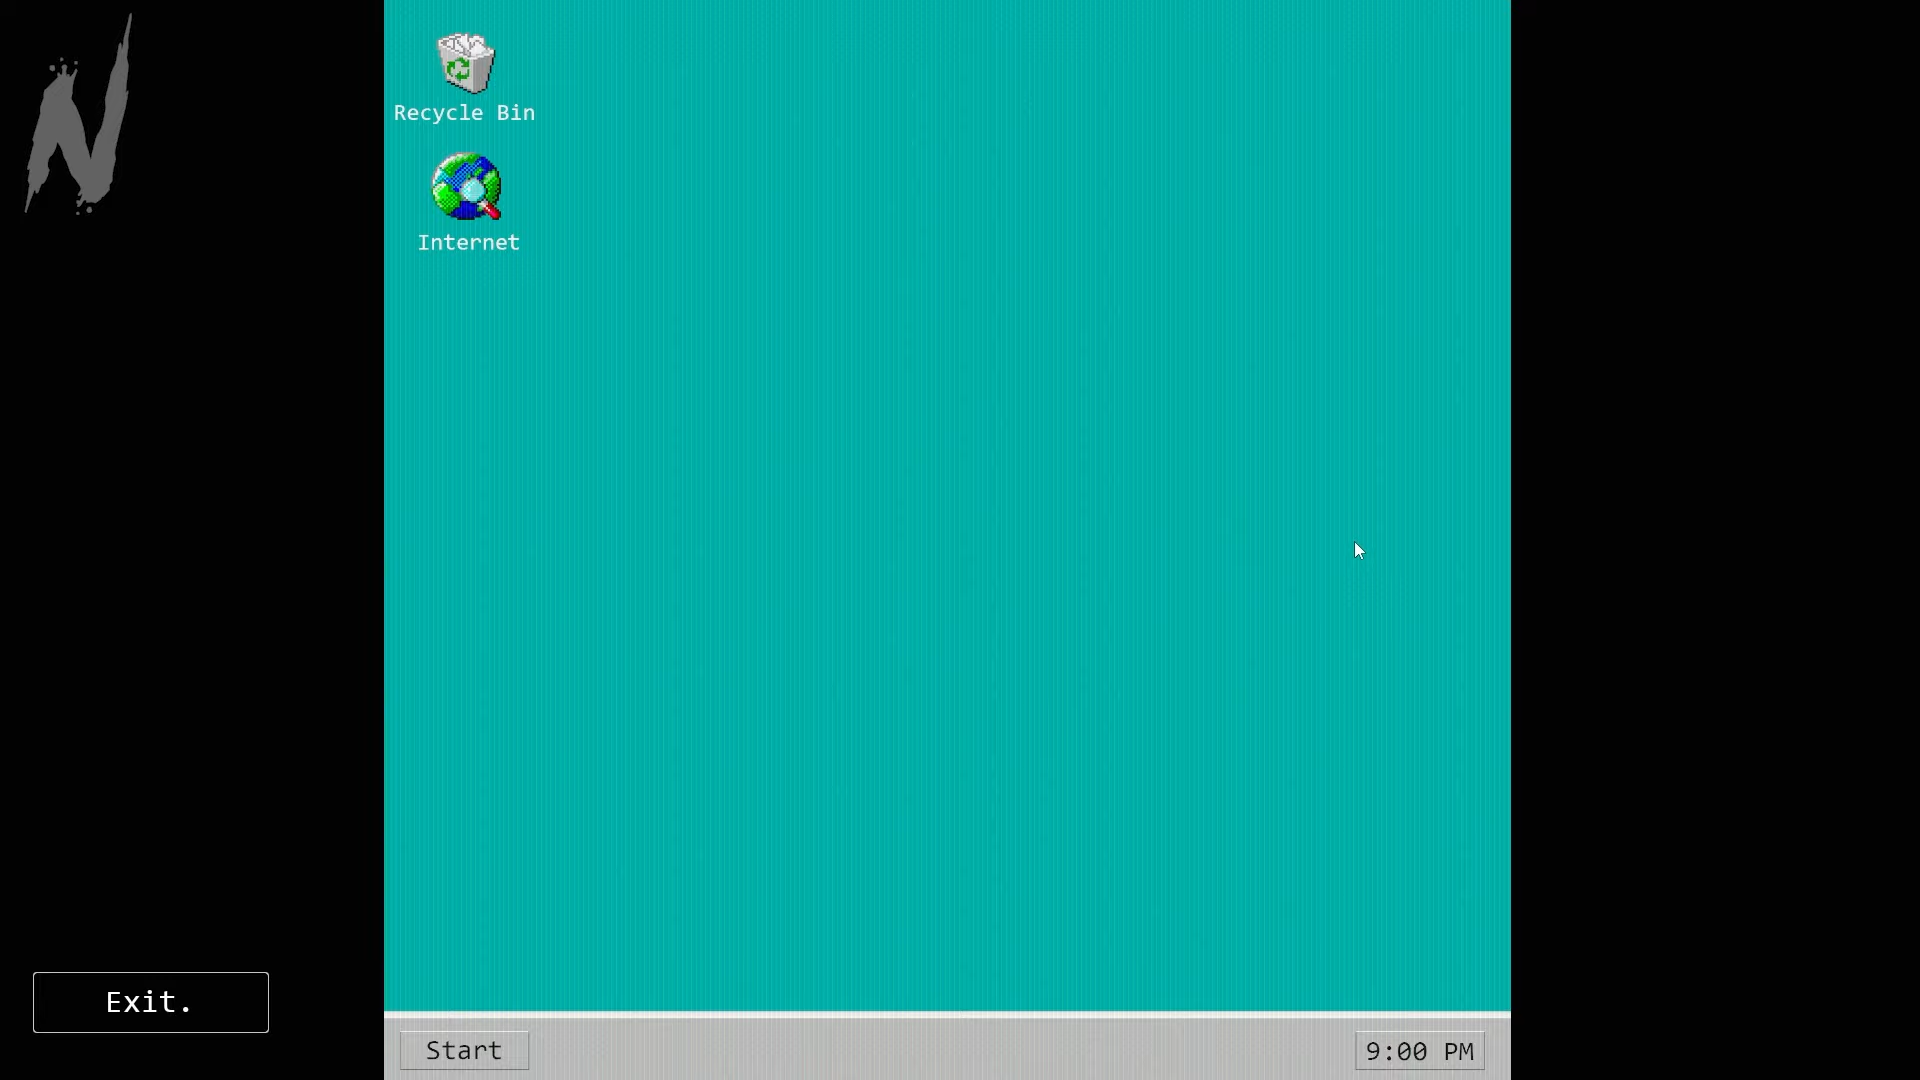 N
Recycle Bin
Internet
Exit.
Start
9:00 PM